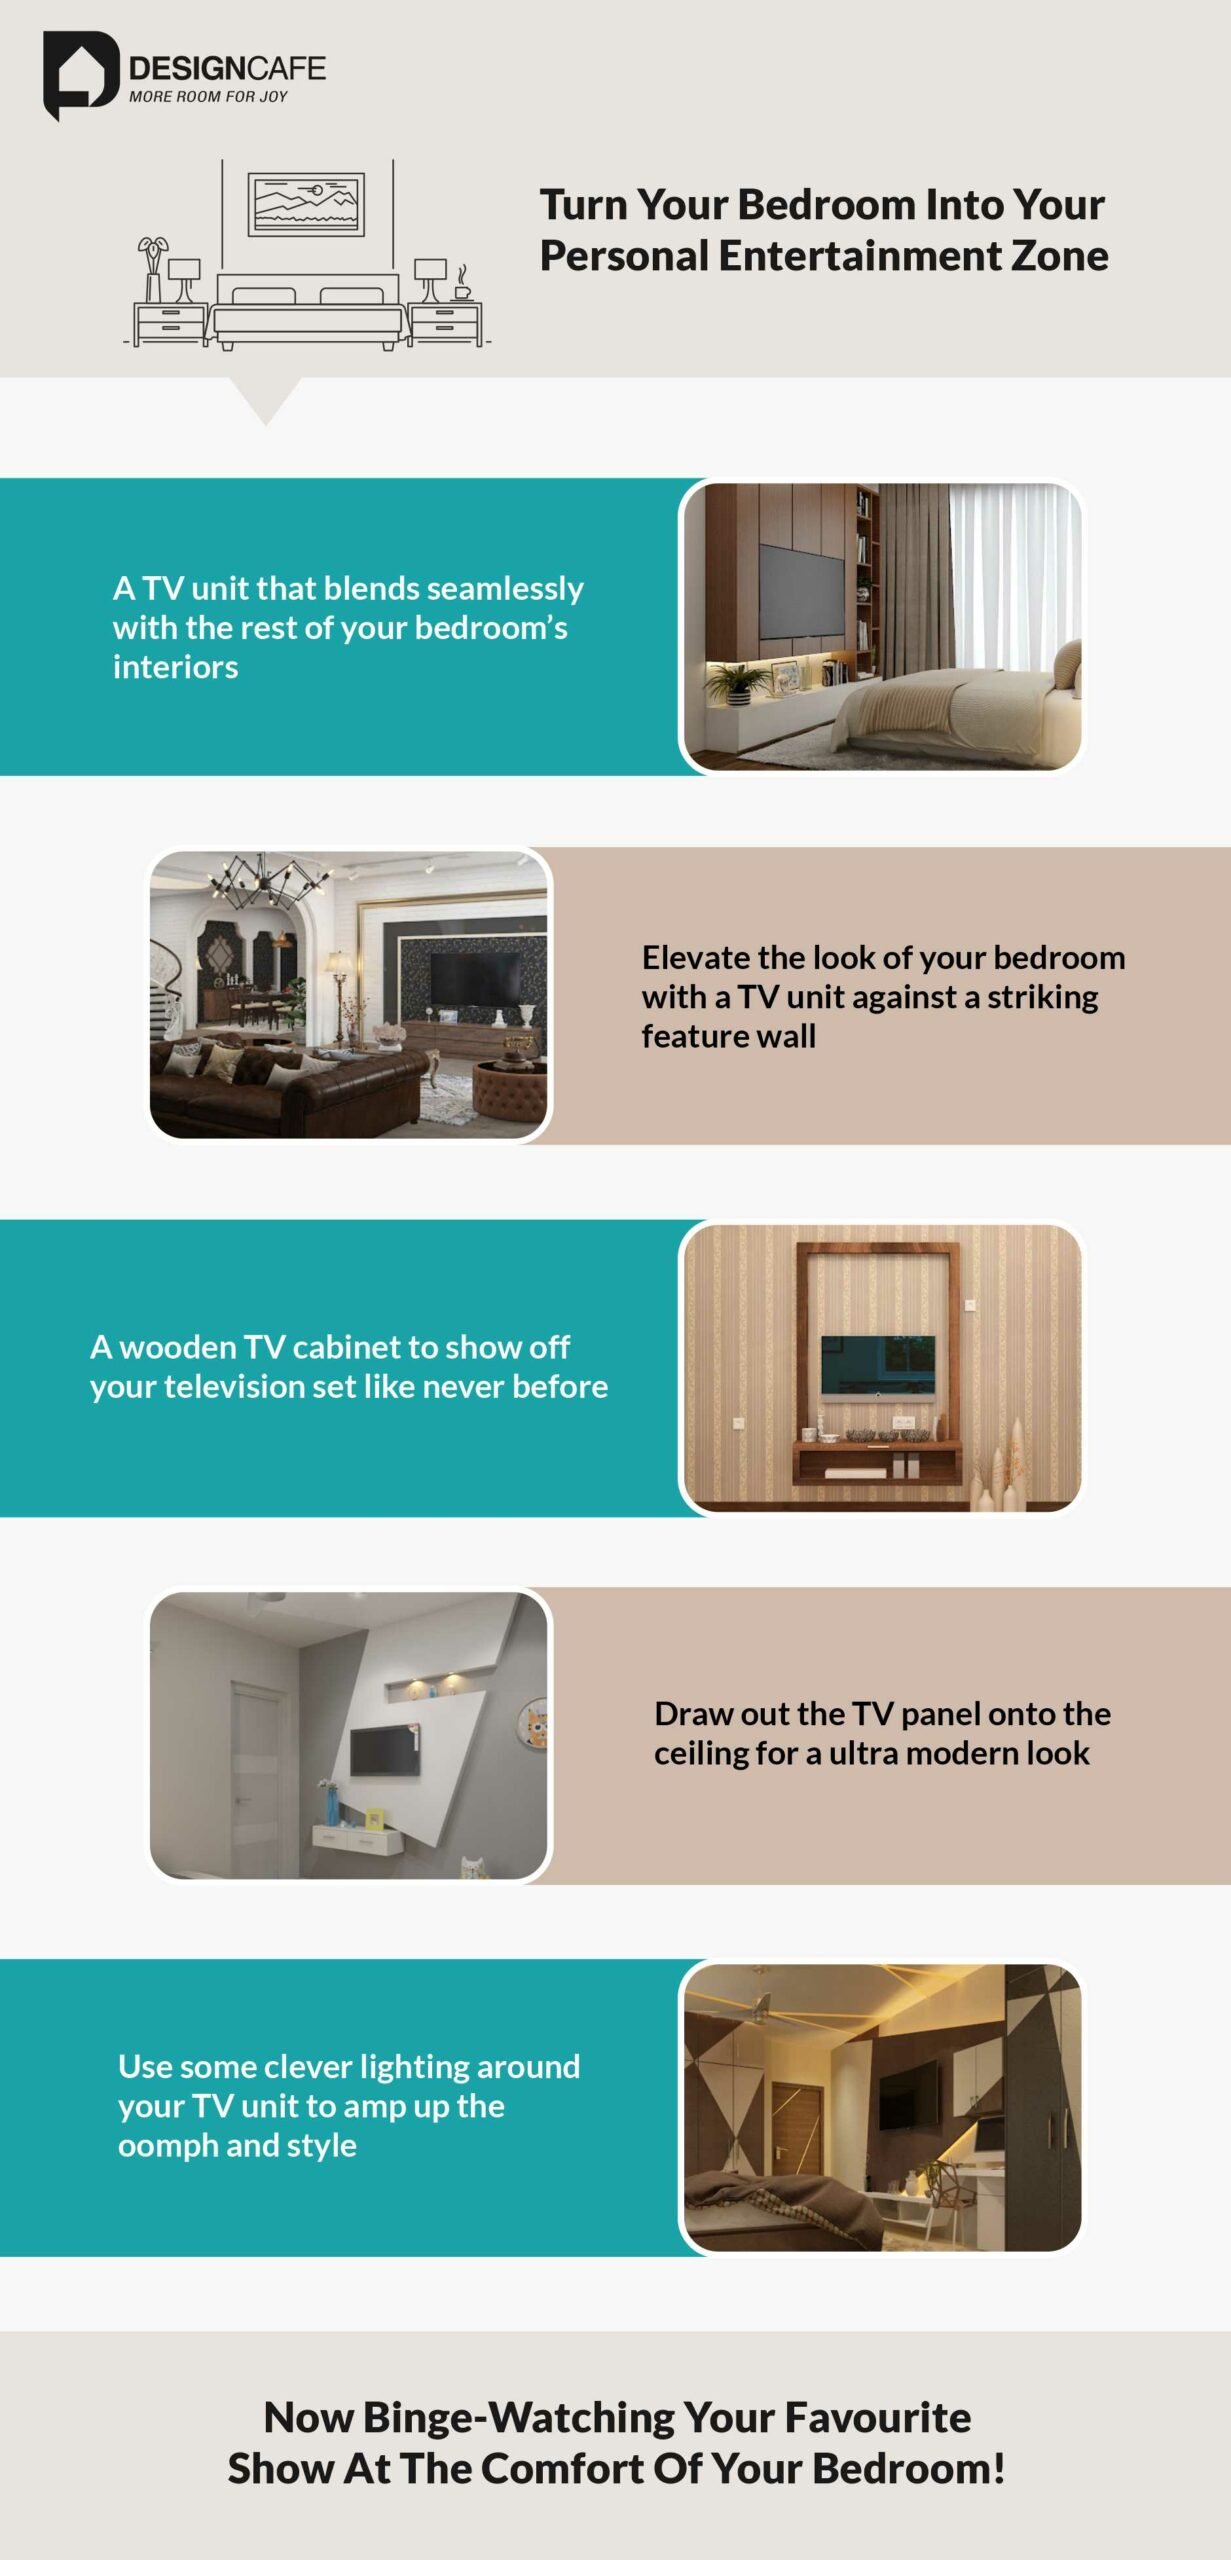 DESIGNCAFE
MORE ROOM FOR JOY
Turn Your Bedroom Into Your
Personal Entertainment Zone
A TV unit that blends seamlessly
with the rest of your bedroom’s
interiors
Elevate the look of your bedroom
with a TV unit against a striking
feature wall
A wooden TV cabinet to show off
your television set like never before
Draw out the TV panel onto the
ceiling for a ultra modern look
Use some clever lighting around
your TV unit to amp up the
oomph and style
Now Binge-Watching Your Favourite
Show At The Comfort Of Your Bedroom!